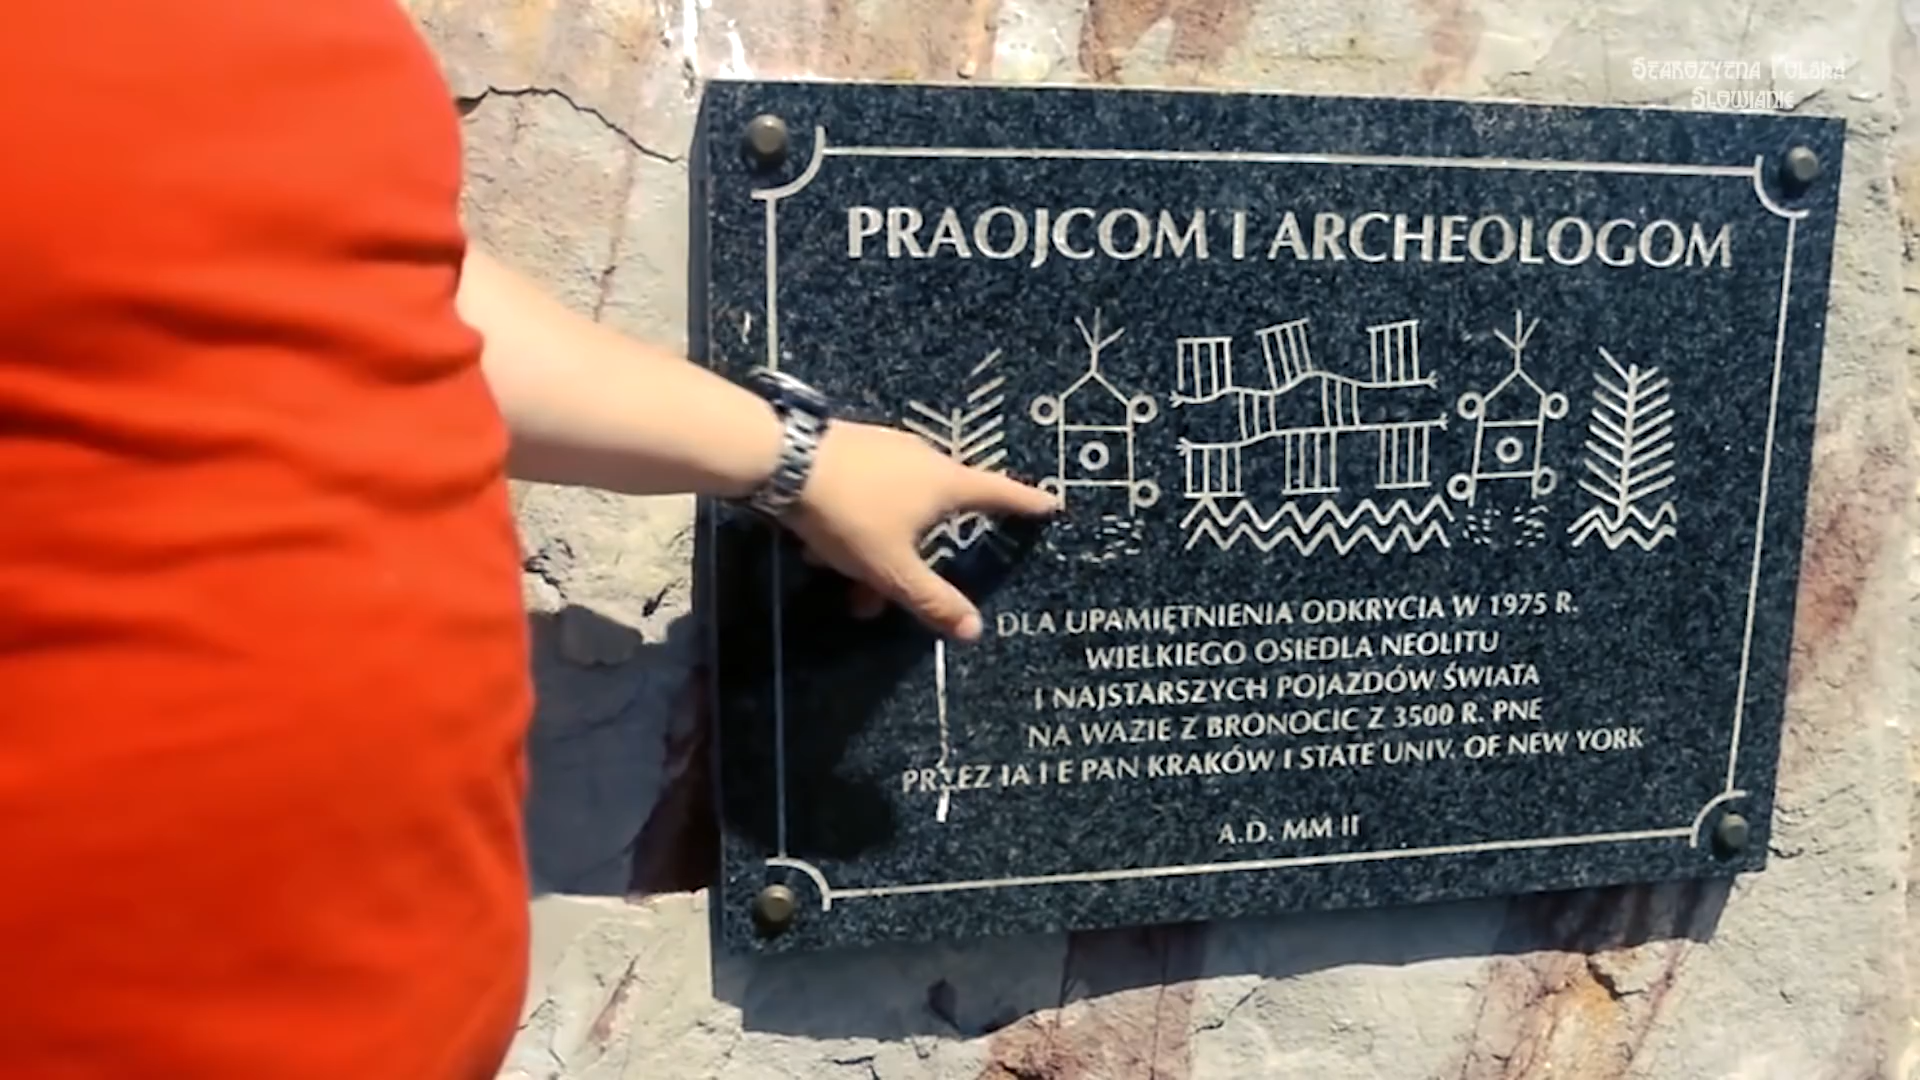 Starożytna Polska
Słowianie
PRAOJCOM I ARCHEOLOGOM
DLA UPAMIĘTNIENIA ODKRYCIA W 1975 R.
WIELKIEGO OSIEDLA NEOLITU
I NAJSTARSZYCH POJAZDÓW ŚWIATA
NA WAZIE Z BRONOCIC Z 3500 R. PNE
PRZEZ IA I E PAN KRAKÓW I STATE UNIV. OF NEW YORK
A.D. MM II